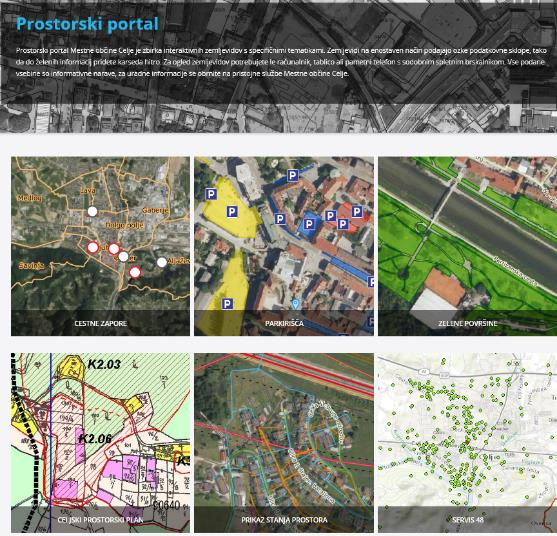 Prostorski portal
Prostorski portal Mestne občine Celje je zbirka interaktivnih zemljevidov s specifičnimi tematikami. Zemljevidi na enostaven način podajajo ozke podatkovne sklope, tako
da do želenih informacij pridete karseda hitro. Za ogled zemljevidov potrebujete le računalnik, tablico ali pametni telefon s sodobnim spletnim brskalnikom. Vse podane
vsebine so informativne narave, za uradne informacije se obrnite na pristojne službe Mestne občine Celje.
Medlog
Lava
Gaberje
Dolgo polje
Savinja
CESTNE ZAPORE
P
P
P
P
P
P
P
P
P
P
PARKIRIŠČA
ZELENE POVRŠINE
K2.03
K2.06
CELJSKI PROSTORSKI PLAN
PRIKAZ STANJA PROSTORA
SERVIS 48